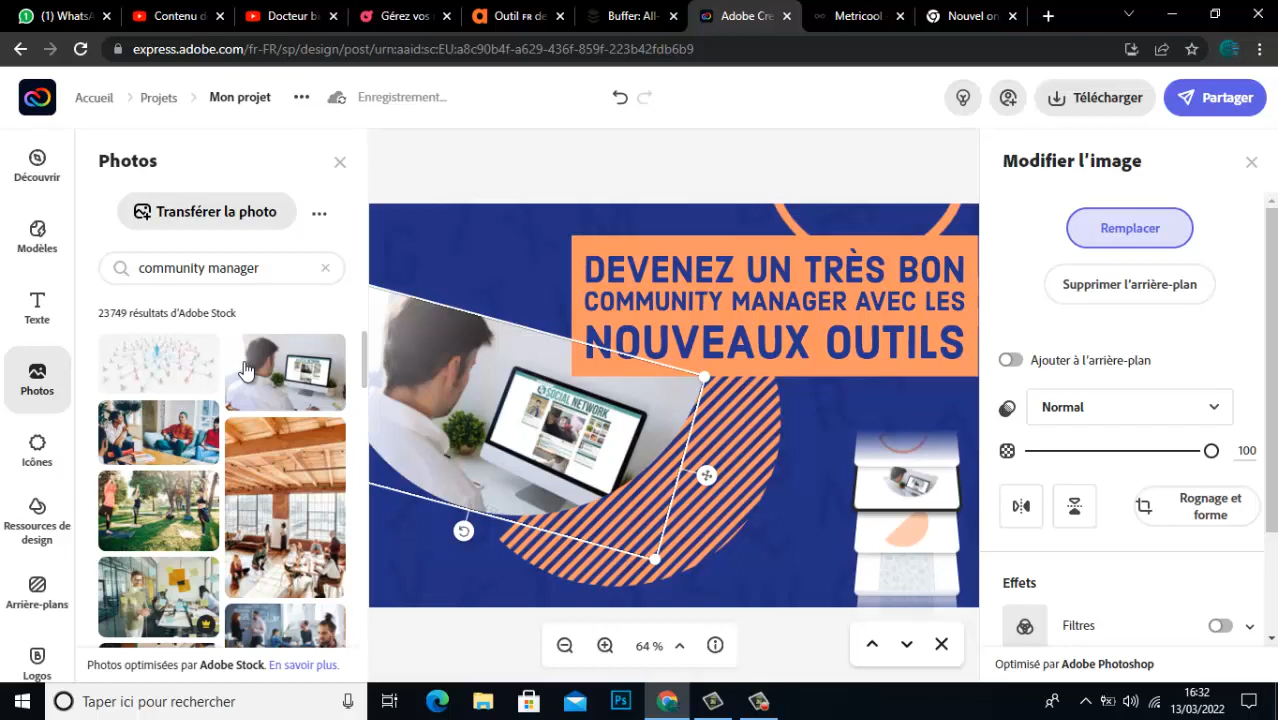 (1) WhatsA
Contenu d
Docteur bi
Gérez vos
Outil FR de
Buffer: All-
Adobe Cre
Metricool -
Nouvel on
express.adobe.com/fr-FR/sp/design/post/urn:aaid:sc:EU:a8c90b4f-a629-436f-859f-223b42fdb6b9
Accueil
Projets
Mon projet
Enregistrement...
Télécharger
Partager
Découvrir
Modèles
Texte
Photos
Icônes
Ressources de
design
Arrière-plans
Logos
Photos
Transférer la photo
community manager
23749 résultats d'Adobe Stock
Photos optimisées par Adobe Stock. En savoir plus.
DEVENEZ UN TRÈS BON
COMMUNITY MANAGER AVEC LES
NOUVEAUX OUTILS
SOCIAL NETWORK
64 %
Modifier l'image
Remplacer
Supprimer l'arrière-plan
Ajouter à l'arrière-plan
Normal
100
Rognage et
forme
Effets
Filtres
Optimisé par Adobe Photoshop
Taper ici pour rechercher
Ps
16:32
13/03/2022